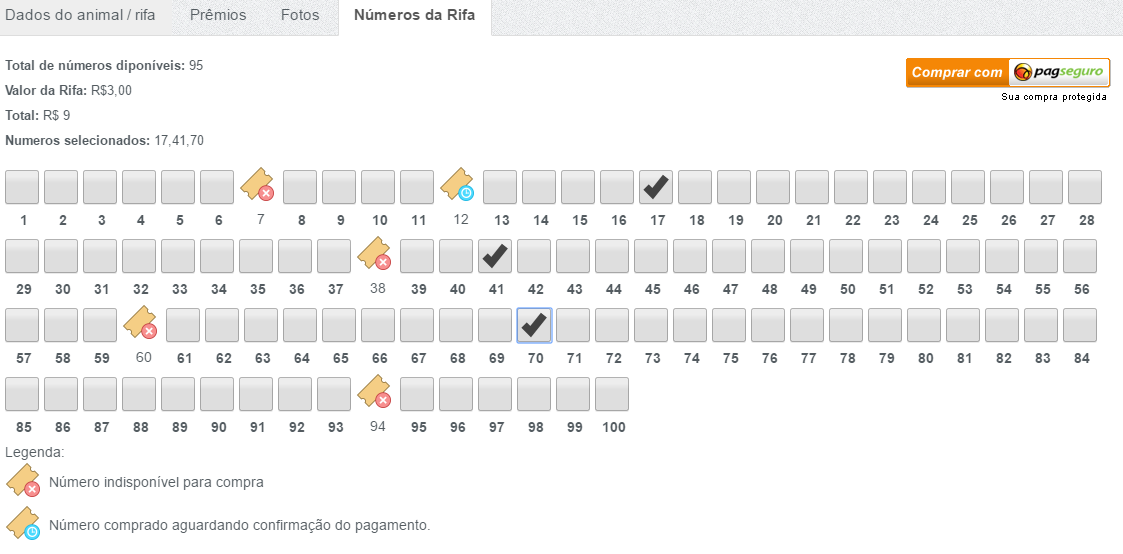 Dados do animal / rifa Prêmios Fotos Números da Rifa
Total de números diponíveis: 95
Valor da Rifa: R$3,00
Total: R$ 9
Numeros selecionados: 17,41,70
Comprar com pagseguro
Sua compra protegida
1 2 3 4 5 6 7 8 9 10 11 12 13 14 15 16 17 18 19 20 21 22 23 24 25 26 27 28
29 30 31 32 33 34 35 36 37 38 39 40 41 42 43 44 45 46 47 48 49 50 51 52 53 54 55 56
57 58 59 60 61 62 63 64 65 66 67 68 69 70 71 72 73 74 75 76 77 78 79 80 81 82 83 84
85 86 87 88 89 90 91 92 93 94 95 96 97 98 99 100
Legenda:
Número indisponível para compra
Número comprado aguardando confirmação do pagamento.